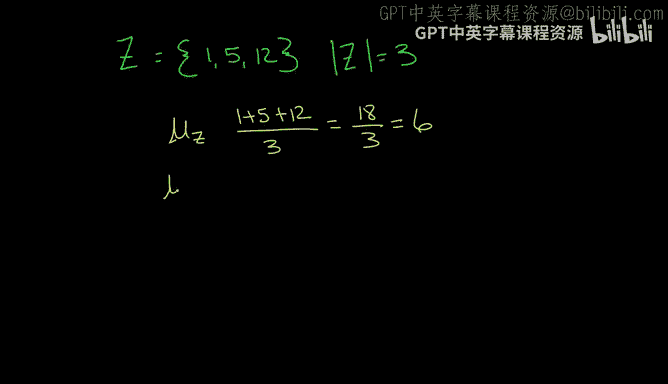 GPT中英字幕课程资源@bilibili.com
GPT中英字幕课程资源 bilibili
Z = {1, 5, 12} |Z| = 3
μ_Z (1+5+12)/3 = 18/3 = 6